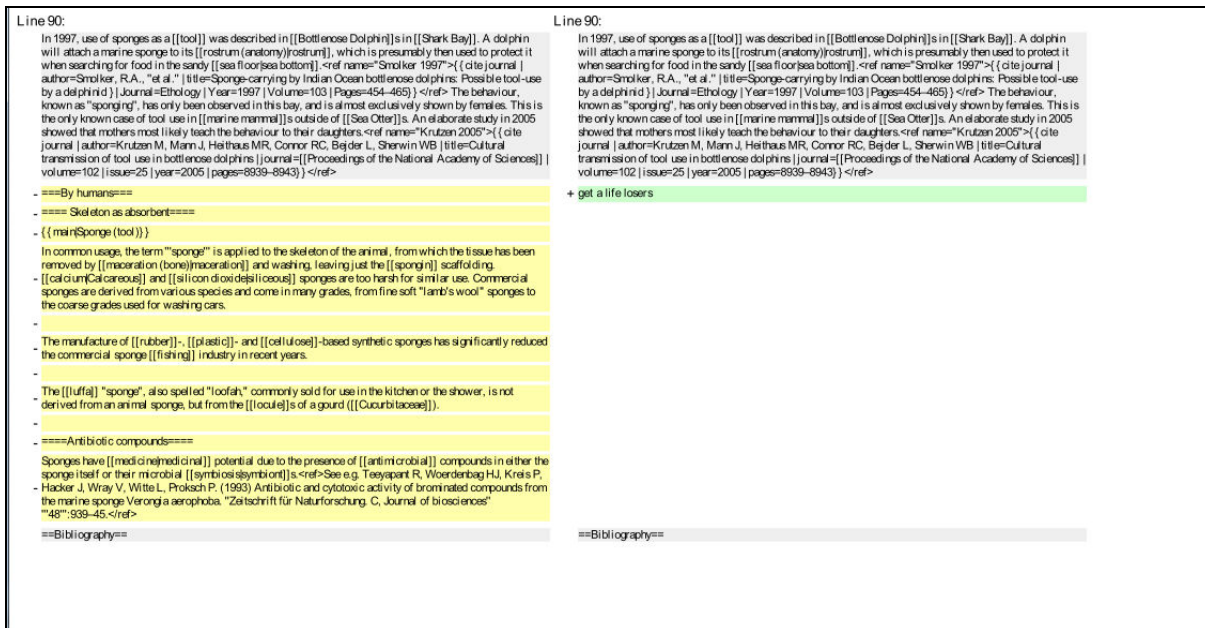 Line 90:
In 1997, use of sponges as a [[tool]] was described in [[Bottlenose Dolphin]]s in [[Shark Bay]]. A dolphin
will attach a marine sponge to its [[rostrum (anatomy)|rostrum]], which is presumably then used to protect it
when searching for food in the sandy [[sea floor|sea bottom]].<ref name="Smolker 1997">{{cite journal |
author=Smolker, R.A., "et al." | title=Sponge-carrying by Indian Ocean bottlenose dolphins: Possible tool-use
by a delphinid } | Journal=Ethology | Year=1997 | Volume=103 | Pages=454–465}} </ref> The behaviour,
known as "sponging", has only been observed in this bay, and is almost exclusively shown by females. This is
the only known case of tool use in [[marine mammal]]s outside of [[Sea Otter]]s. An elaborate study in 2005
showed that mothers most likely teach the behaviour to their daughters.<ref name="Krutzen 2005">{{cite
journal | author=Krutzen M, Mann J, Heithaus MR, Connor RC, Bejder L, Sherwin WB | title=Cultural
transmission of tool use in bottlenose dolphins | journal=[[Proceedings of the National Academy of Sciences]] |
volume=102 | issue=25 | year=2005 | pages=8939–8943}} </ref>
- ===By humans===
- ==== Skeleton as absorbent====
- {{main|Sponge (tool)}}
In common usage, the term '''sponge''' is applied to the skeleton of the animal, from which the tissue has been
removed by [[maceration (bone)|maceration]] and washing, leaving just the [[spongin]] scaffolding.
- [[calcium|Calcareous]] and [[silicon dioxide|siliceous]] sponges are too harsh for similar use. Commercial
sponges are derived from various species and come in many grades, from fine soft "lamb's wool" sponges to
the coarse grades used for washing cars.
-
- The manufacture of [[rubber]]-, [[plastic]]- and [[cellulose]]-based synthetic sponges has significantly reduced
the commercial sponge [[fishing]] industry in recent years.
-
- The [[luffa]] "sponge", also spelled "loofah," commonly sold for use in the kitchen or the shower, is not
derived from an animal sponge, but from the [[locule]]s of a gourd ([[Cucurbitaceae]]).
-
- ====Antibiotic compounds====
Sponges have [[medicine|medicinal]] potential due to the presence of [[antimicrobial]] compounds in either the
sponge itself or their microbial [[symbiosis|symbiont]]s.<ref>See e.g. Teeyapant R, Woerdenbag HJ, Kreis P,
- Hacker J, Wray V, Witte L, Proksch P. (1993) Antibiotic and cytotoxic activity of brominated compounds from
the marine sponge Verongia aerophoba. "Zeitschrift für Naturforschung. C, Journal of biosciences"
'''48''':939–45.</ref>
==Bibliography==
Line 90:
In 1997, use of sponges as a [[tool]] was described in [[Bottlenose Dolphin]]s in [[Shark Bay]]. A dolphin
will attach a marine sponge to its [[rostrum (anatomy)|rostrum]], which is presumably then used to protect it
when searching for food in the sandy [[sea floor|sea bottom]].<ref name="Smolker 1997">{{cite journal |
author=Smolker, R.A., "et al." | title=Sponge-carrying by Indian Ocean bottlenose dolphins: Possible tool-use
by a delphinid } | Journal=Ethology | Year=1997 | Volume=103 | Pages=454–465}} </ref> The behaviour,
known as "sponging", has only been observed in this bay, and is almost exclusively shown by females. This is
the only known case of tool use in [[marine mammal]]s outside of [[Sea Otter]]s. An elaborate study in 2005
showed that mothers most likely teach the behaviour to their daughters.<ref name="Krutzen 2005">{{cite
journal | author=Krutzen M, Mann J, Heithaus MR, Connor RC, Bejder L, Sherwin WB | title=Cultural
transmission of tool use in bottlenose dolphins | journal=[[Proceedings of the National Academy of Sciences]] |
volume=102 | issue=25 | year=2005 | pages=8939–8943}} </ref>
+ get a life losers
==Bibliography==